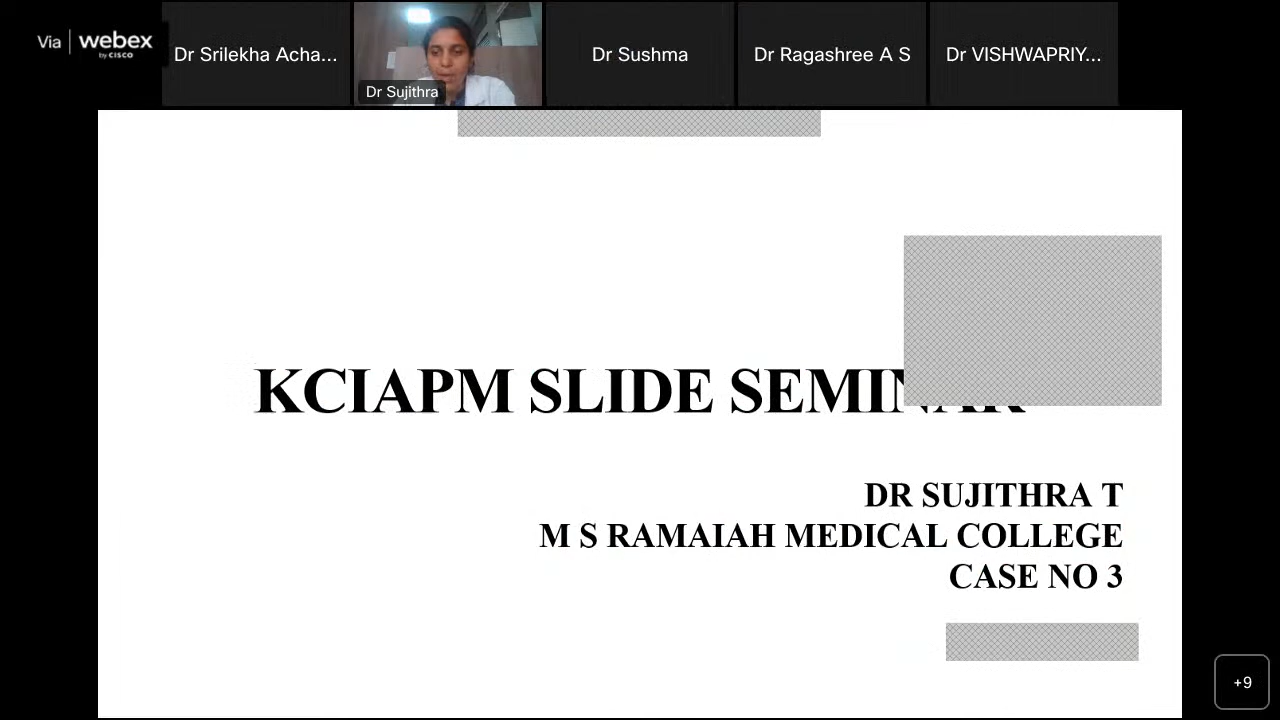 Via webex
by CISCO
Dr Srilekha Acha...
Dr Sujithra
Dr Sushma
Dr Ragashree A S
Dr VISHWAPRIY...
KCIAPM SLIDE
DR SUJITHRA T
M S RAMAIAH MEDICAL COLLEGE
CASE NO 3
+9